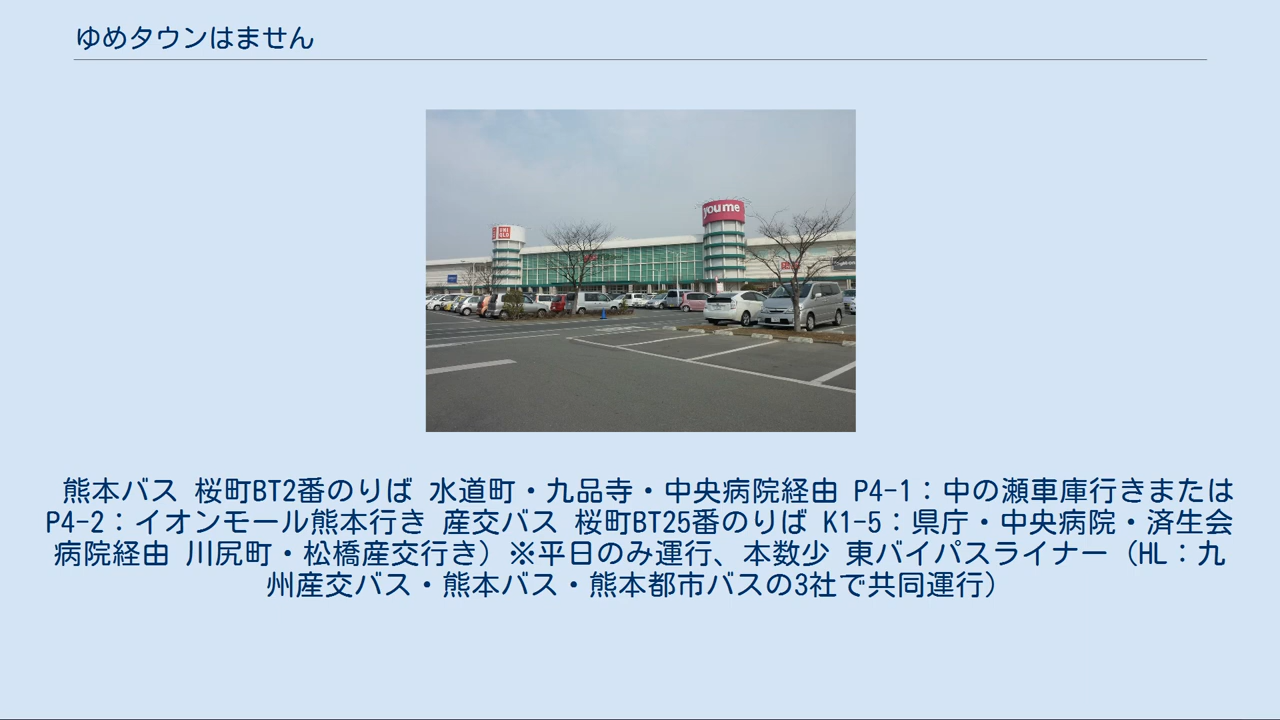 ゆめタウンはません
UNI
QLO
youme
熊本バス 桜町BT2番のりば 水道町・九品寺・中央病院経由 P4-1：中の瀬車庫行きまたは
P4-2：イオンモール熊本行き 産交バス 桜町BT25番のりば K1-5：県庁・中央病院・済生会
病院経由 川尻町・松橋産交行き）※平日のみ運行、本数少 東バイパスライナー（HL：九
州産交バス・熊本バス・熊本都市バスの3社で共同運行）